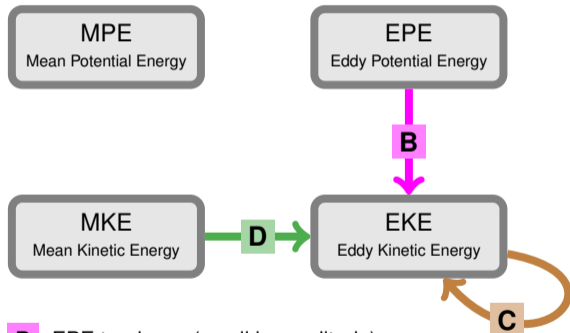 MPE
Mean Potential Energy
EPE
Eddy Potential Energy
B
MKE
Mean Kinetic Energy
D
EKE
Eddy Kinetic Energy
C